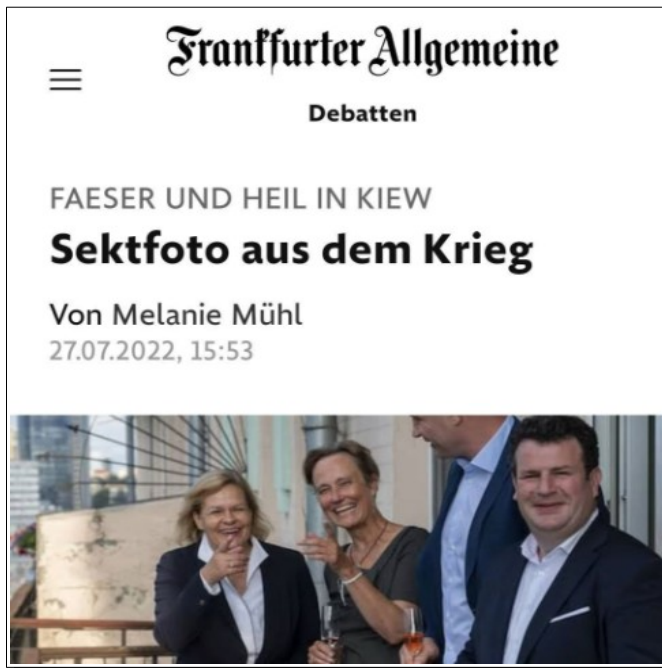 Frankfurter Allgemeine
Debatten
FAESER UND HEIL IN KIEW
Sektfoto aus dem Krieg
Von Melanie Mühl
27.07.2022, 15:53